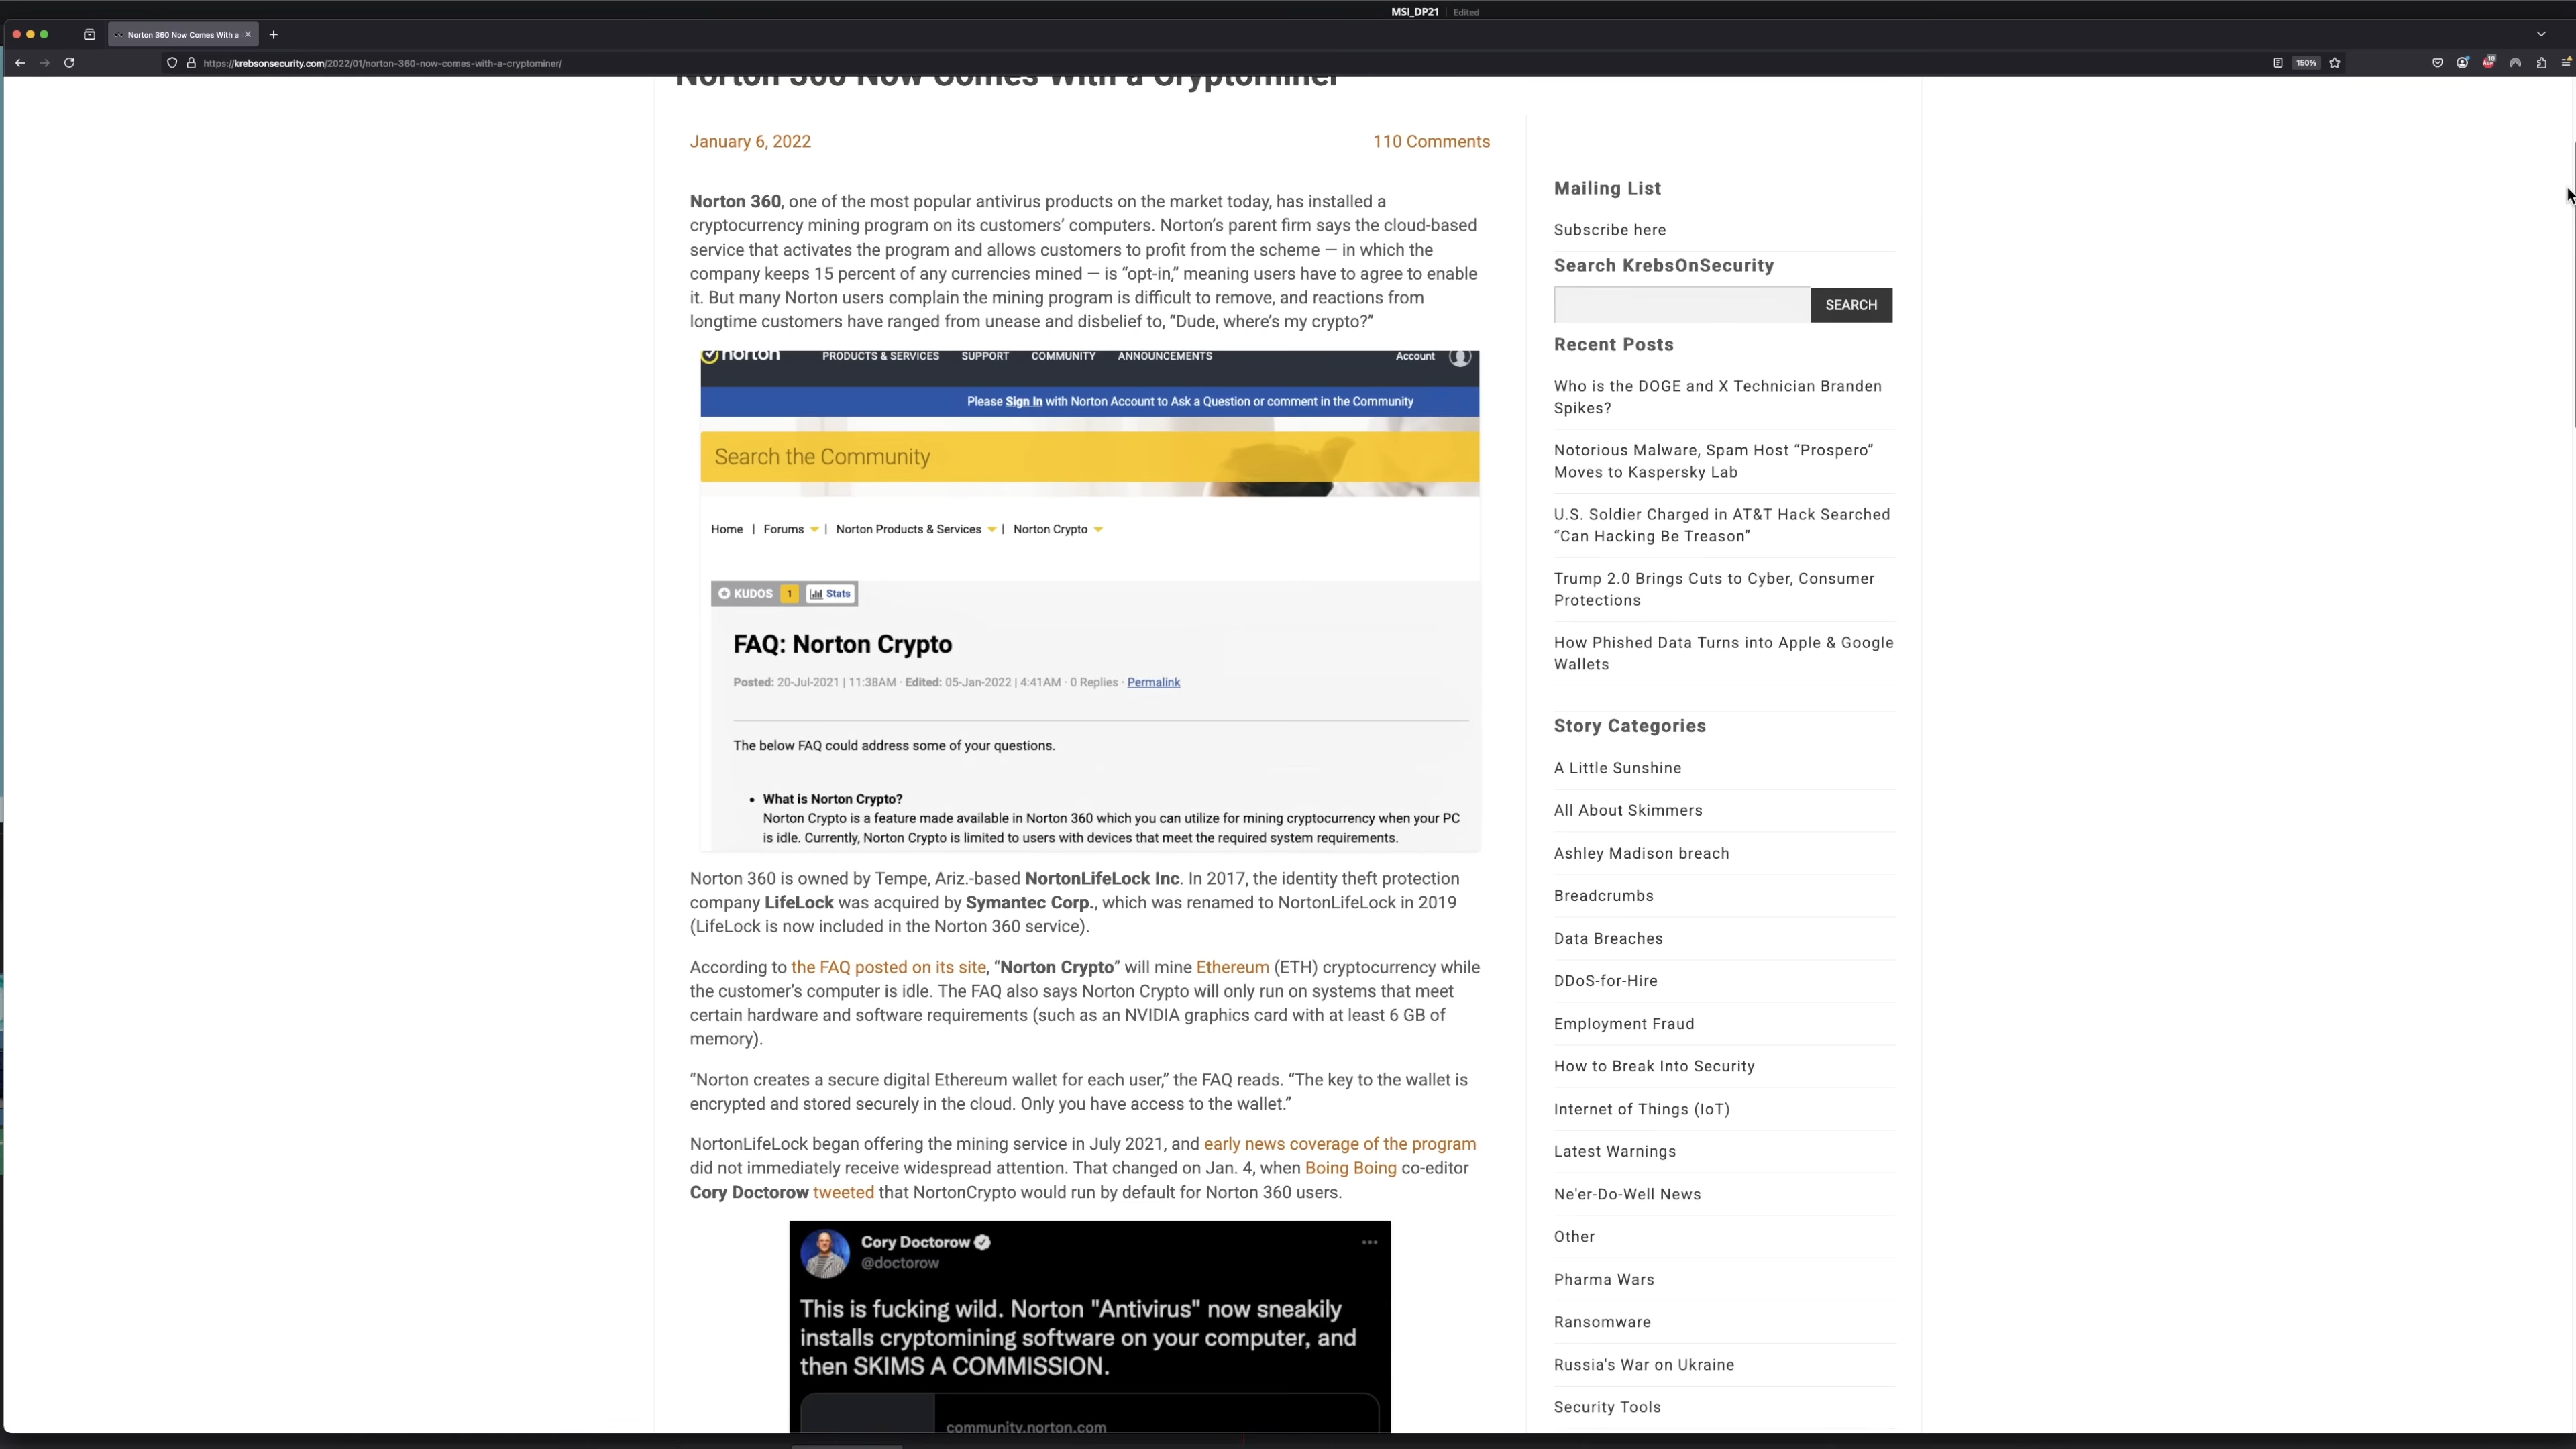 MSI_DP21 Edited
Norton 360 Now Comes With a
https://krebsonsecurity.com/2022/01/norton-360-now-comes-with-a-cryptominer/
150%
10
Norton 360 Now Comes With a Cryptominer
January 6, 2022
110 Comments
Norton 360, one of the most popular antivirus products on the market today, has installed a
cryptocurrency mining program on its customers’ computers. Norton’s parent firm says the cloud-based
service that activates the program and allows customers to profit from the scheme — in which the
company keeps 15 percent of any currencies mined — is “opt-in,” meaning users have to agree to enable
it. But many Norton users complain the mining program is difficult to remove, and reactions from
longtime customers have ranged from unease and disbelief to, “Dude, where’s my crypto?”
norton PRODUCTS & SERVICES SUPPORT COMMUNITY ANNOUNCEMENTS Account
Please Sign In with Norton Account to Ask a Question or comment in the Community
Search the Community
Home | Forums | Norton Products & Services | Norton Crypto
KUDOS 1 Stats
FAQ: Norton Crypto
Posted: 20-Jul-2021 | 11:38AM · Edited: 05-Jan-2022 | 4:41AM · 0 Replies · Permalink
The below FAQ could address some of your questions.
• What is Norton Crypto?
Norton Crypto is a feature made available in Norton 360 which you can utilize for mining cryptocurrency when your PC
is idle. Currently, Norton Crypto is limited to users with devices that meet the required system requirements.
Norton 360 is owned by Tempe, Ariz.-based NortonLifeLock Inc. In 2017, the identity theft protection
company LifeLock was acquired by Symantec Corp., which was renamed to NortonLifeLock in 2019
(LifeLock is now included in the Norton 360 service).
According to the FAQ posted on its site, “Norton Crypto” will mine Ethereum (ETH) cryptocurrency while
the customer’s computer is idle. The FAQ also says Norton Crypto will only run on systems that meet
certain hardware and software requirements (such as an NVIDIA graphics card with at least 6 GB of
memory).
“Norton creates a secure digital Ethereum wallet for each user,” the FAQ reads. “The key to the wallet is
encrypted and stored securely in the cloud. Only you have access to the wallet.”
NortonLifeLock began offering the mining service in July 2021, and early news coverage of the program
did not immediately receive widespread attention. That changed on Jan. 4, when Boing Boing co-editor
Cory Doctorow tweeted that NortonCrypto would run by default for Norton 360 users.
Cory Doctorow
@doctorow
This is fucking wild. Norton "Antivirus" now sneakily
installs cryptomining software on your computer, and
then SKIMS A COMMISSION.
community.norton.com
Mailing List
Subscribe here
Search KrebsOnSecurity
SEARCH
Recent Posts
Who is the DOGE and X Technician Branden
Spikes?
Notorious Malware, Spam Host “Prospero”
Moves to Kaspersky Lab
U.S. Soldier Charged in AT&T Hack Searched
“Can Hacking Be Treason”
Trump 2.0 Brings Cuts to Cyber, Consumer
Protections
How Phished Data Turns into Apple & Google
Wallets
Story Categories
A Little Sunshine
All About Skimmers
Ashley Madison breach
Breadcrumbs
Data Breaches
DDoS-for-Hire
Employment Fraud
How to Break Into Security
Internet of Things (IoT)
Latest Warnings
Ne'er-Do-Well News
Other
Pharma Wars
Ransomware
Russia's War on Ukraine
Security Tools